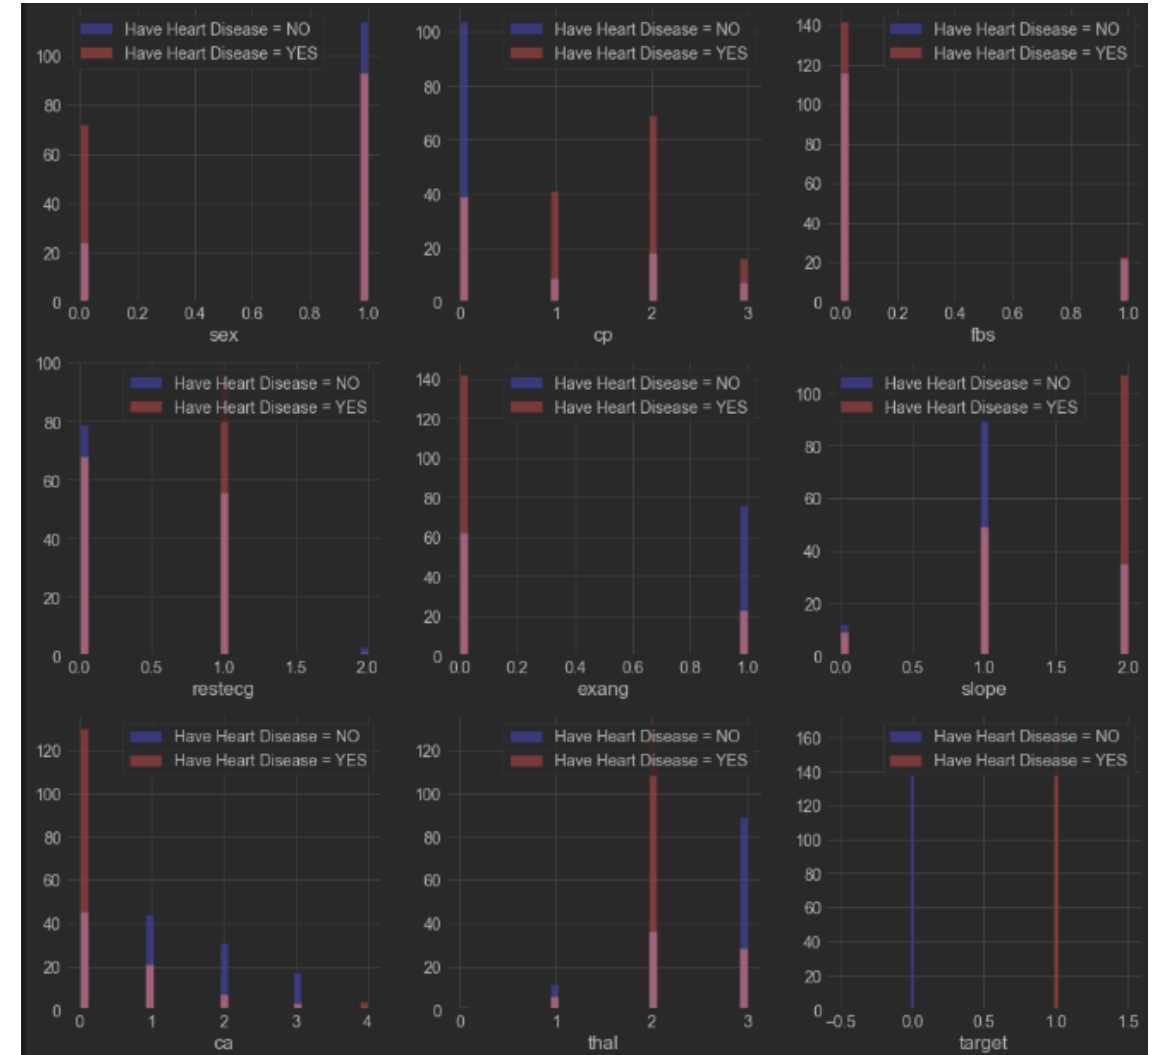 Have Heart Disease = NO
Have Heart Disease = YES
100
80
60
40
20
0
0.0 0.2 0.4 0.6 0.8 1.0
sex
Have Heart Disease = NO
Have Heart Disease = YES
100
80
60
40
20
0
0 1 2 3
cp
Have Heart Disease = NO
Have Heart Disease = YES
140
120
100
80
60
40
20
0
0.0 0.2 0.4 0.6 0.8 1.0
fbs
Have Heart Disease = NO
Have Heart Disease = YES
100
80
60
40
20
0
0.0 0.5 1.0 1.5 2.0
restecg
Have Heart Disease = NO
Have Heart Disease = YES
140
120
100
80
60
40
20
0
0.0 0.2 0.4 0.6 0.8 1.0
exang
Have Heart Disease = NO
Have Heart Disease = YES
100
80
60
40
20
0
0.0 0.5 1.0 1.5 2.0
slope
Have Heart Disease = NO
Have Heart Disease = YES
120
100
80
60
40
20
0
0 1 2 3 4
ca
Have Heart Disease = NO
Have Heart Disease = YES
120
100
80
60
40
20
0
0 1 2 3
thal
Have Heart Disease = NO
Have Heart Disease = YES
160
140
120
100
80
60
40
20
0
−0.5 0.0 0.5 1.0 1.5
target